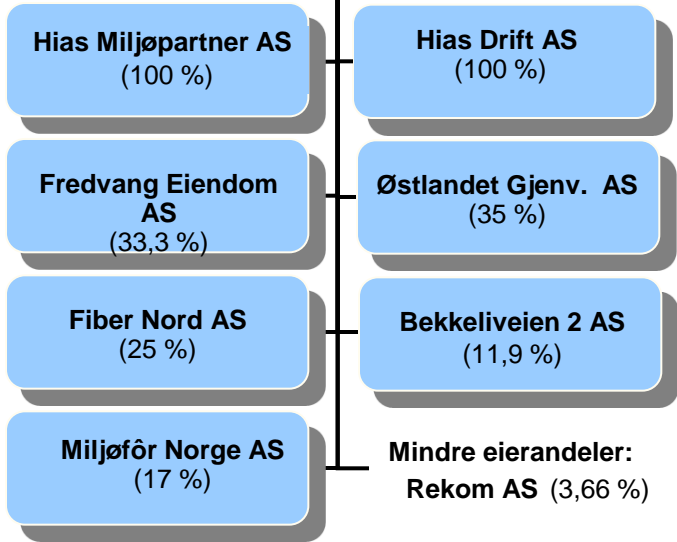 Hias Miljøpartner AS
(100 %)
Hias Drift AS
(100 %)
Fredvang Eiendom
AS
(33,3 %)
Østlandet Gjenv. AS
(35 %)
Fiber Nord AS
(25 %)
Bekkeliveien 2 AS
(11,9 %)
Miljøfôr Norge AS
(17 %)
Mindre eierandeler:
Rekom AS (3,66 %)